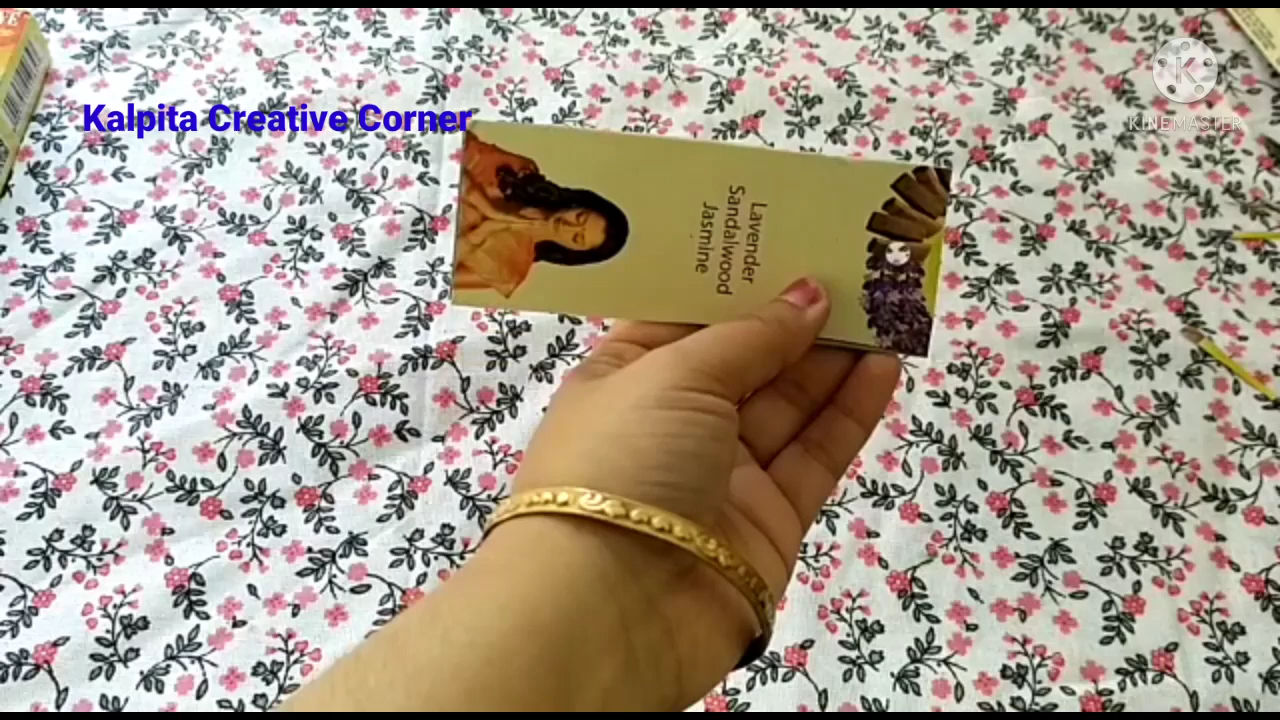 Kalpita Creative Corner
K
KINEMASTER
Lavender
Sandalwood
Jasmine